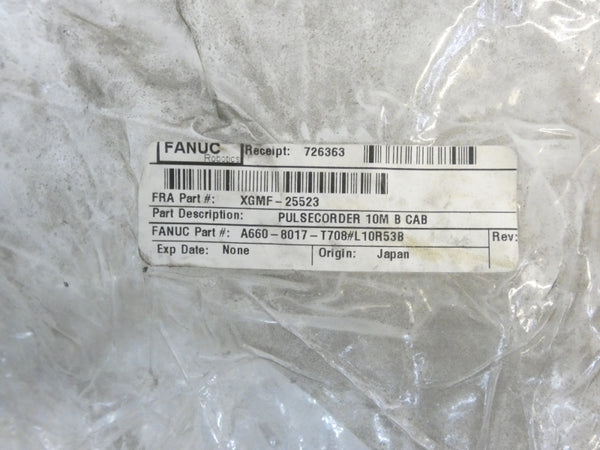 FANUC Robotics Receipt: 726363
FRA Part #: XGMF-25523
Part Description: PULSECORDER 10M B CAB
FANUC Part #: A660-8017-T708#L10R53B Rev:
Exp Date: None Origin: Japan